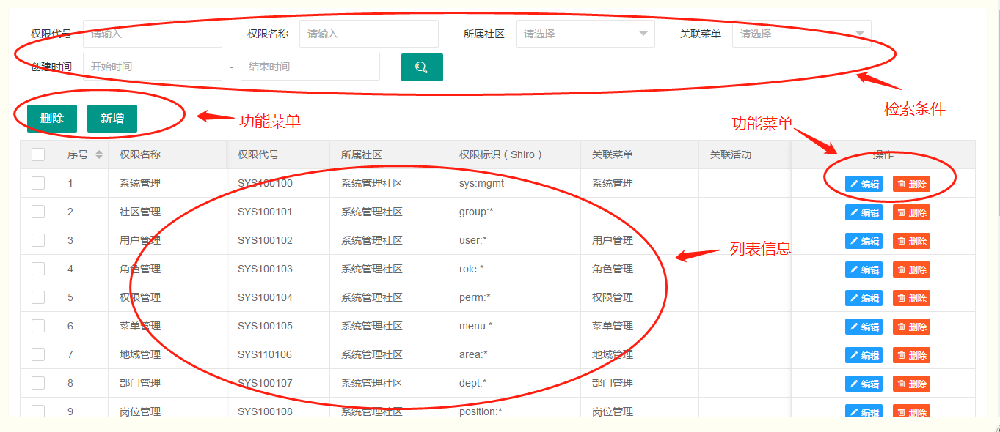 权限代号 请输入 权限名称 请输入 所属社区 请选择 关联菜单 请选择
创建时间 开始时间 - 结束时间
检索条件
删除 新增 功能菜单
功能菜单
序号 权限名称 权限代号 所属社区 权限标识（Shiro） 关联菜单 关联活动 操作
1 系统管理 SYS100100 系统管理社区 sys:mgmt 系统管理 编辑 删除
2 社区管理 SYS100101 系统管理社区 group:* 编辑 删除
3 用户管理 SYS100102 系统管理社区 user:* 用户管理 编辑 删除
列表信息
4 角色管理 SYS100103 系统管理社区 role:* 角色管理 编辑 删除
5 权限管理 SYS100104 系统管理社区 perm:* 权限管理 编辑 删除
6 菜单管理 SYS100105 系统管理社区 menu:* 菜单管理 编辑 删除
7 地域管理 SYS110106 系统管理社区 area:* 地域管理 编辑 删除
8 部门管理 SYS100107 系统管理社区 dept:* 部门管理 编辑 删除
9 岗位管理 SYS100108 系统管理社区 position:* 岗位管理 编辑 删除